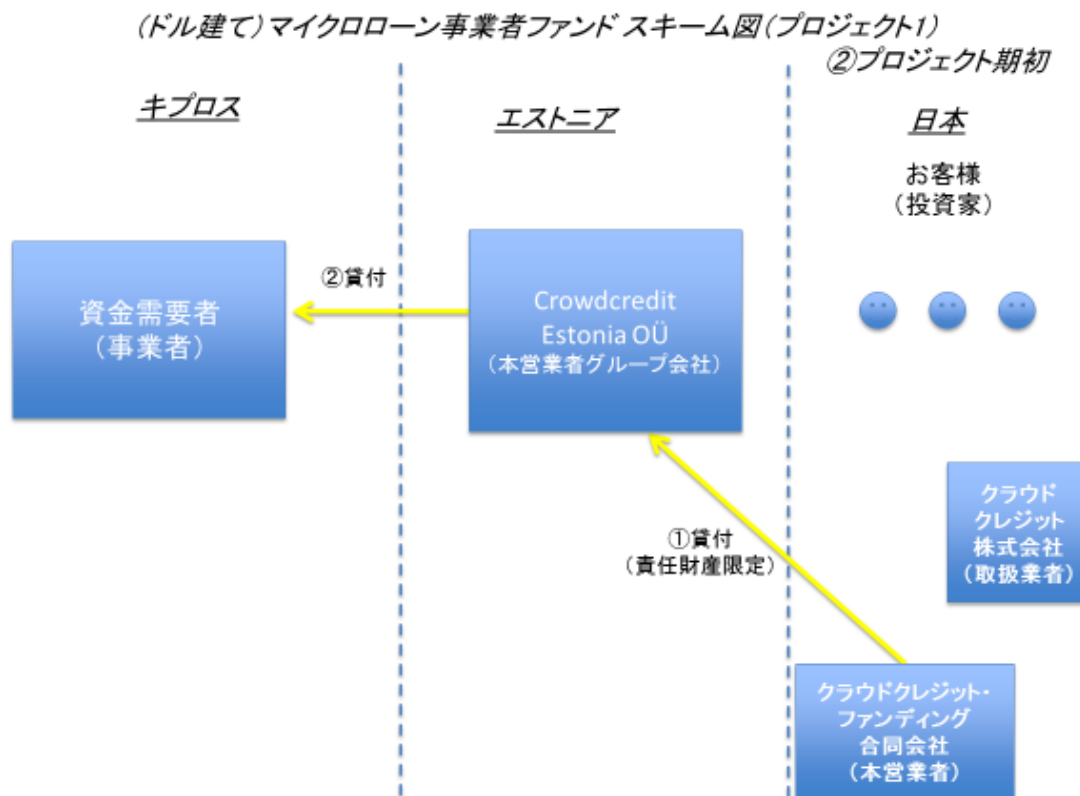 (ドル建て)マイクロローン事業者ファンド スキーム図(プロジェクト1)
②プロジェクト期初
キプロス
エストニア
日本
お客様
(投資家)
資金需要者
(事業者)
②貸付
Crowdcredit
Estonia OÜ
(本営業者グループ会社)
①貸付
(責任財産限定)
クラウド
クレジット
株式会社
(取扱業者)
クラウドクレジット・
ファンディング
合同会社
(本営業者)